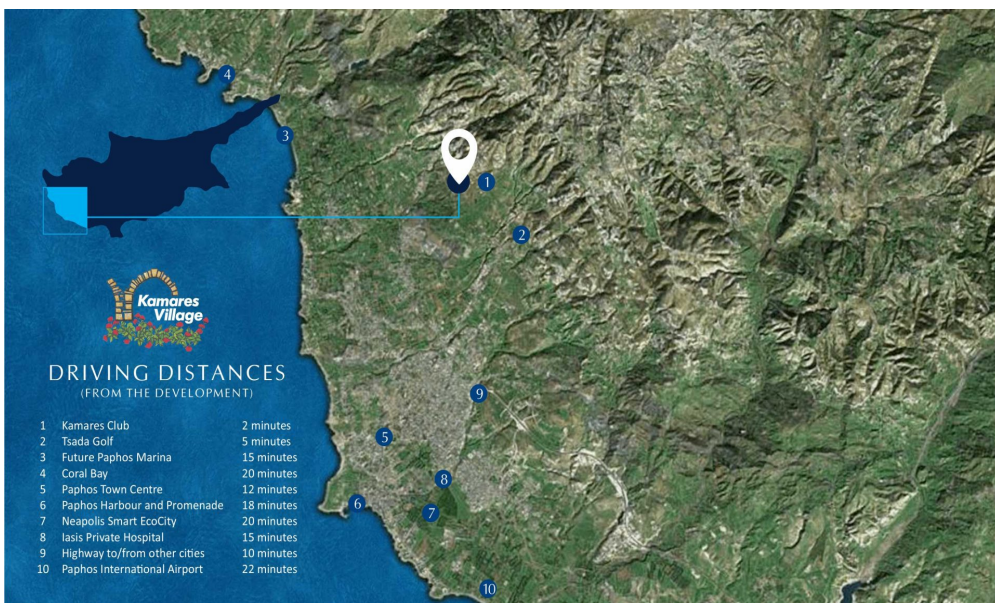 4
3
1
2
Kamares
Village
DRIVING DISTANCES
(FROM THE DEVELOPMENT)
1 Kamares Club 2 minutes
2 Tsada Golf 5 minutes
3 Future Paphos Marina 15 minutes
4 Coral Bay 20 minutes
5 Paphos Town Centre 12 minutes
6 Paphos Harbour and Promenade 18 minutes
7 Neapolis Smart EcoCity 20 minutes
8 Iasis Private Hospital 15 minutes
9 Highway to/from other cities 10 minutes
10 Paphos International Airport 22 minutes
9
5
8
6
7
10